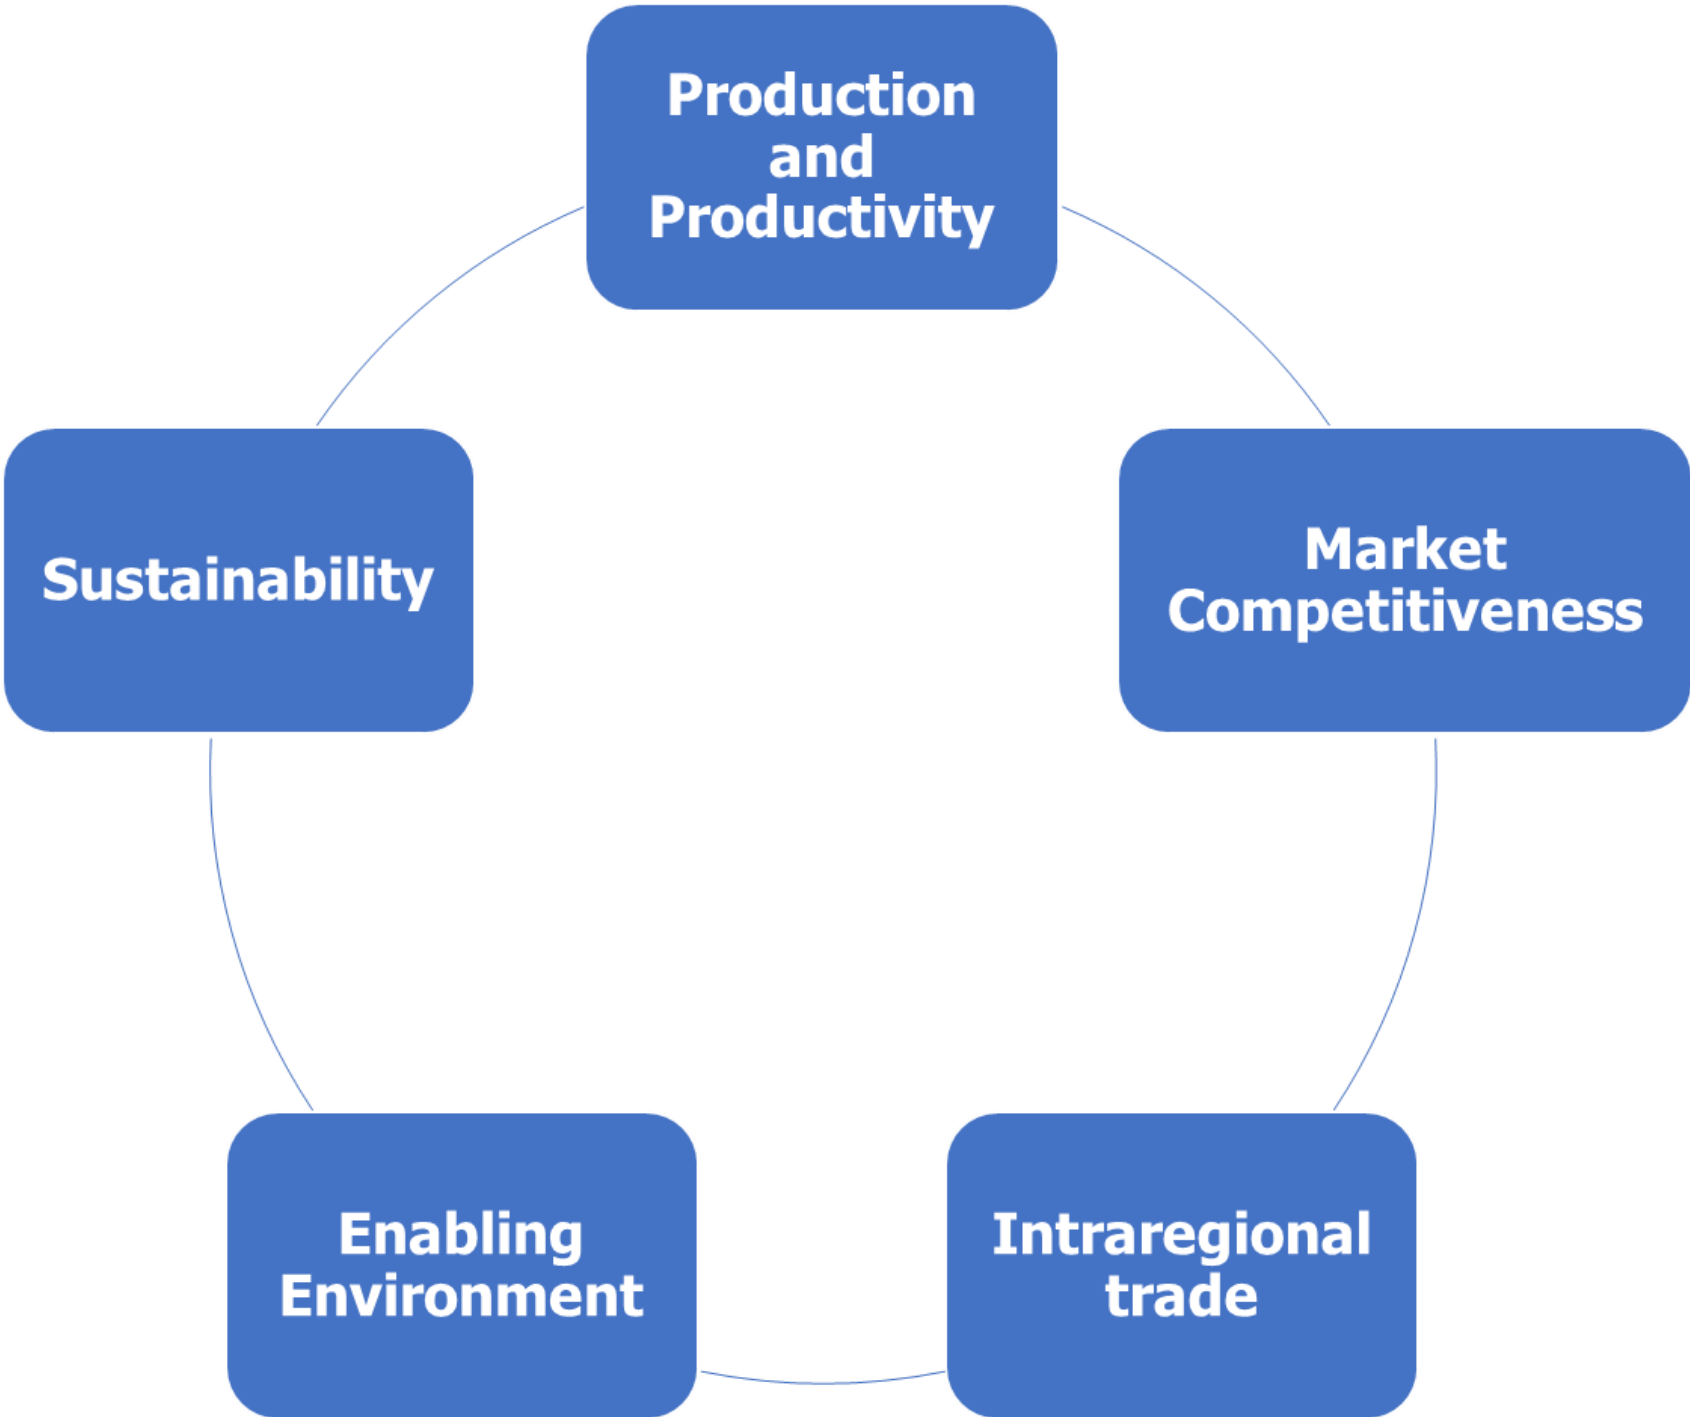 Production
and
Productivity
Market
Competitiveness
Intraregional
trade
Enabling
Environment
Sustainability